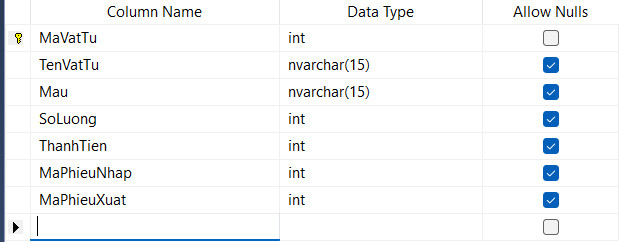 Column Name Data Type Allow Nulls
MaVatTu int
TenVatTu nvarchar(15)
Mau nvarchar(15)
SoLuong int
ThanhTien int
MaPhieuNhap int
MaPhieuXuat int